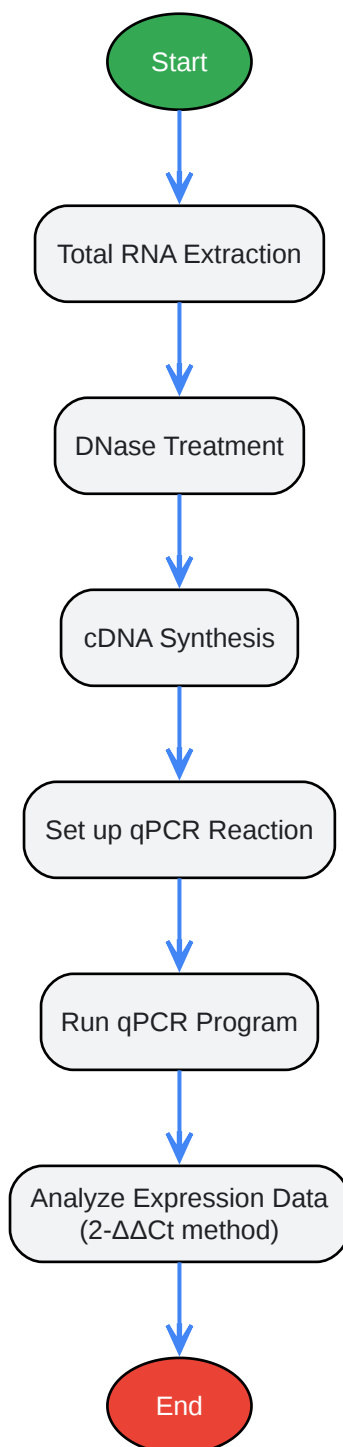 Start
Total RNA Extraction
DNase Treatment
cDNA Synthesis
Set up qPCR Reaction
Run qPCR Program
Analyze Expression Data
(2-ΔΔCt method)
End